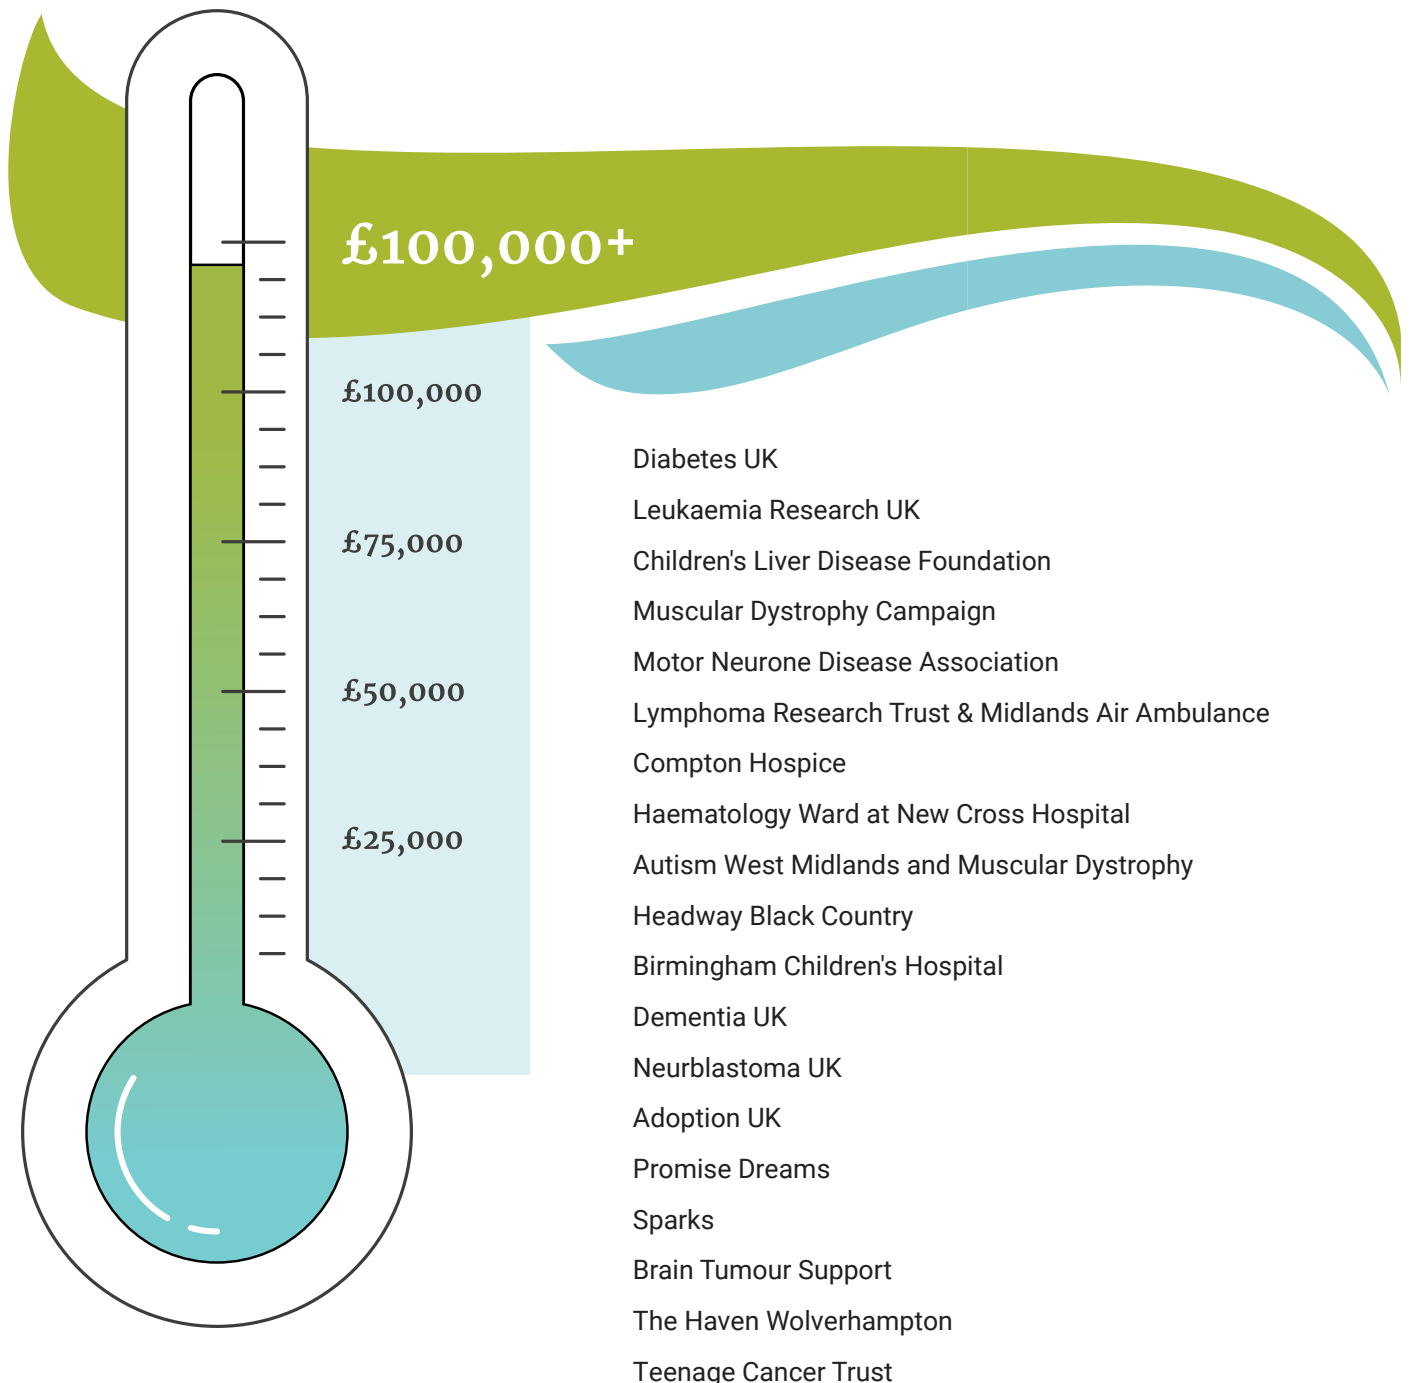 £100,000+
£100,000
£75,000
£50,000
£25,000
Diabetes UK
Leukaemia Research UK
Children's Liver Disease Foundation
Muscular Dystrophy Campaign
Motor Neurone Disease Association
Lymphoma Research Trust & Midlands Air Ambulance
Compton Hospice
Haematology Ward at New Cross Hospital
Autism West Midlands and Muscular Dystrophy
Headway Black Country
Birmingham Children's Hospital
Dementia UK
Neurblastoma UK
Adoption UK
Promise Dreams
Sparks
Brain Tumour Support
The Haven Wolverhampton
Teenage Cancer Trust